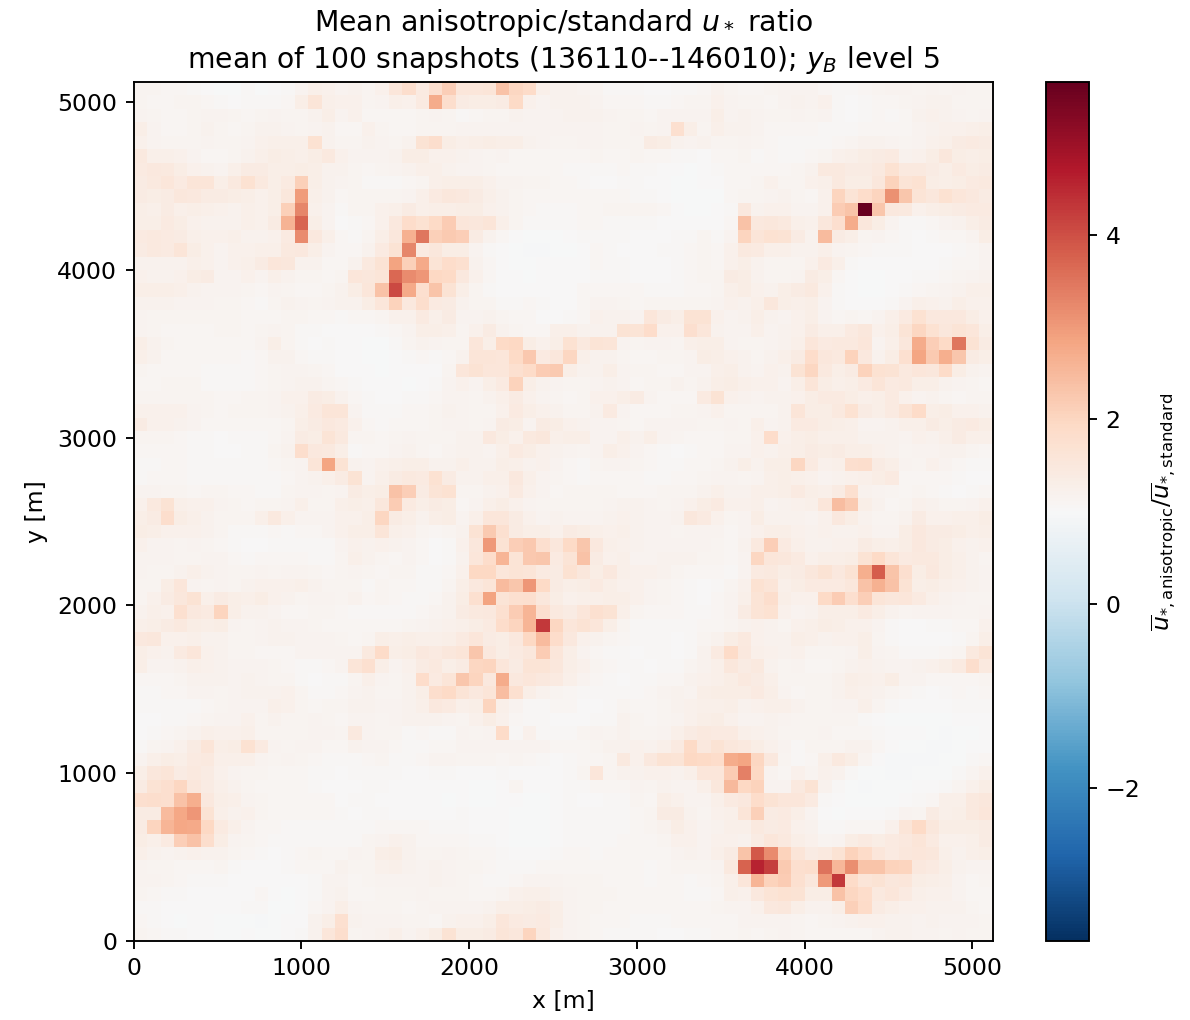 Mean anisotropic/standard u* ratio
mean of 100 snapshots (136110--146010); y_B level 5
5000
4000
3000
2000
1000
0
y [m]
0 1000 2000 3000 4000 5000
x [m]
4
2
0
−2
u̅*, anisotropic/u̅*, standard